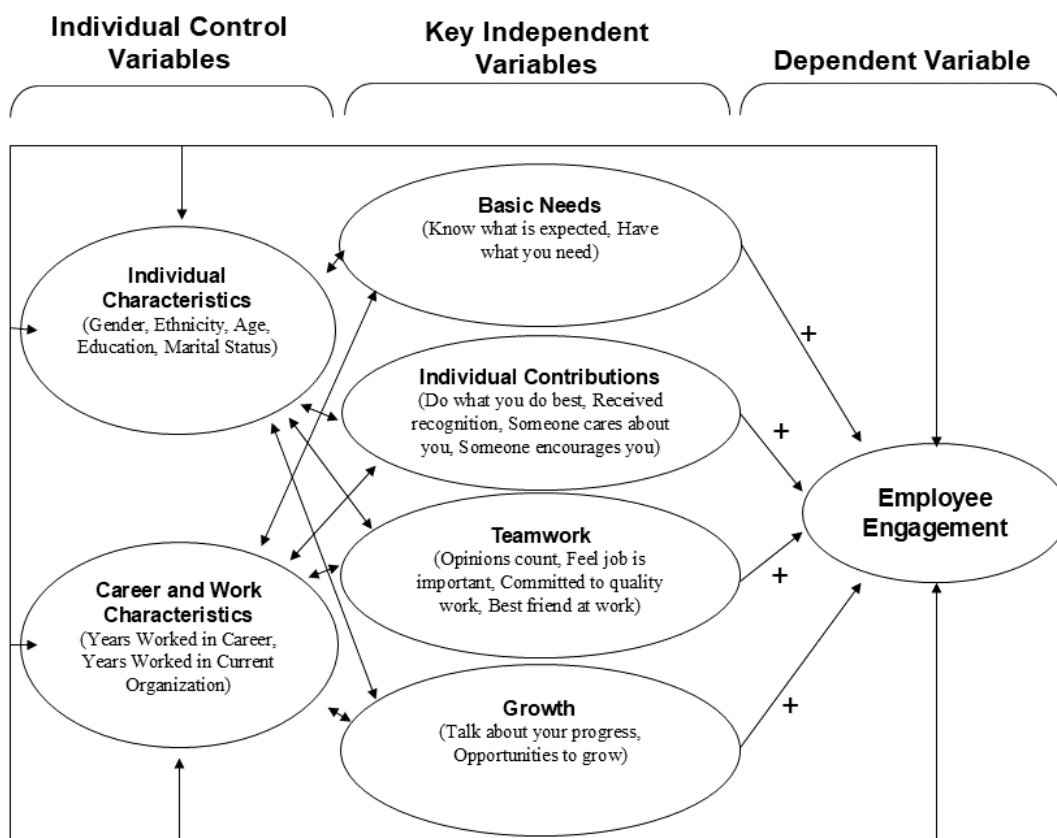 Individual Control
Variables
Key Independent
Variables
Dependent Variable
Basic Needs
(Know what is expected, Have
what you need)
Individual
Characteristics
(Gender, Ethnicity, Age,
Education, Marital Status)
+
Individual Contributions
(Do what you do best, Received
recognition, Someone cares about
you, Someone encourages you)
+
Employee
Engagement
Teamwork
(Opinions count, Feel job is
important, Committed to quality
work, Best friend at work)
+
Career and Work
Characteristics
(Years Worked in Career,
Years Worked in Current
Organization)
Growth
(Talk about your progress,
Opportunities to grow)
+